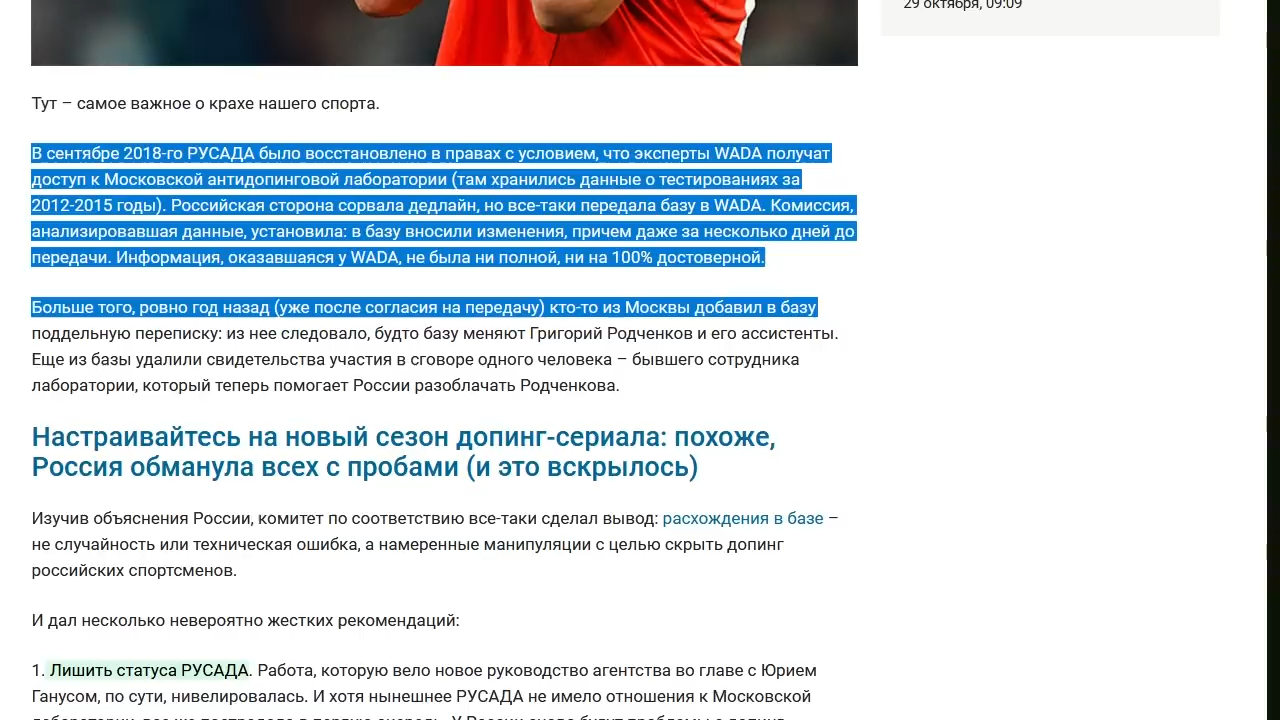 29 октября, 09:09
Тут – самое важное о крахе нашего спорта.
В сентябре 2018-го РУСАДА было восстановлено в правах с условием, что эксперты WADA получат
доступ к Московской антидопинговой лаборатории (там хранились данные о тестированиях за
2012-2015 годы). Российская сторона сорвала дедлайн, но все-таки передала базу в WADA. Комиссия,
анализировавшая данные, установила: в базу вносили изменения, причем даже за несколько дней до
передачи. Информация, оказавшаяся у WADA, не была ни полной, ни на 100% достоверной.
Больше того, ровно год назад (уже после согласия на передачу) кто-то из Москвы добавил в базу
поддельную переписку: из нее следовало, будто базу меняют Григорий Родченков и его ассистенты.
Еще из базы удалили свидетельства участия в сговоре одного человека – бывшего сотрудника
лаборатории, который теперь помогает России разоблачать Родченкова.
Настраивайтесь на новый сезон допинг-сериала: похоже,
Россия обманула всех с пробами (и это вскрылось)
Изучив объяснения России, комитет по соответствию все-таки сделал вывод: расхождения в базе –
не случайность или техническая ошибка, а намеренные манипуляции с целью скрыть допинг
российских спортсменов.
И дал несколько невероятно жестких рекомендаций:
1. Лишить статуса РУСАДА. Работа, которую вело новое руководство агентства во главе с Юрием
Ганусом, по сути, нивелировалась. И хотя нынешнее РУСАДА не имело отношения к Московской